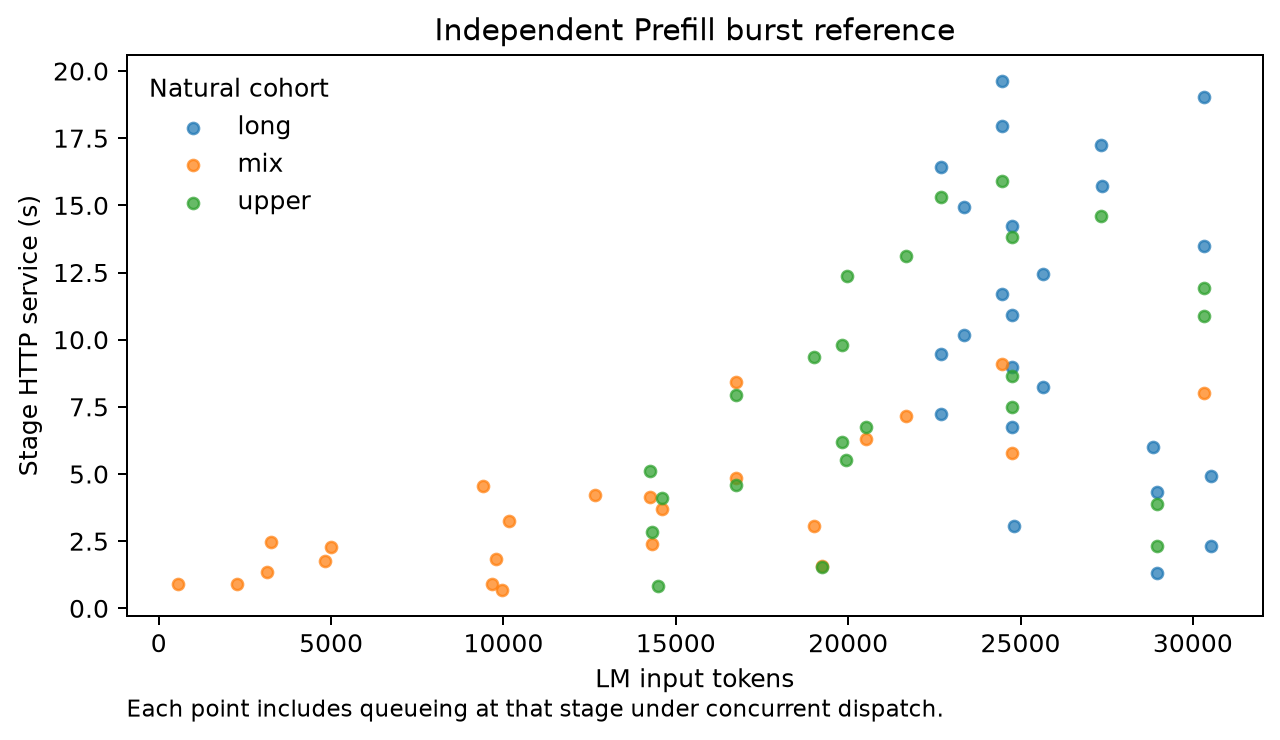 Independent Prefill burst reference
Natural cohort
long
mix
upper
Stage HTTP service (s)
20.0
17.5
15.0
12.5
10.0
7.5
5.0
2.5
0.0
0 5000 10000 15000 20000 25000 30000
LM input tokens
Each point includes queueing at that stage under concurrent dispatch.